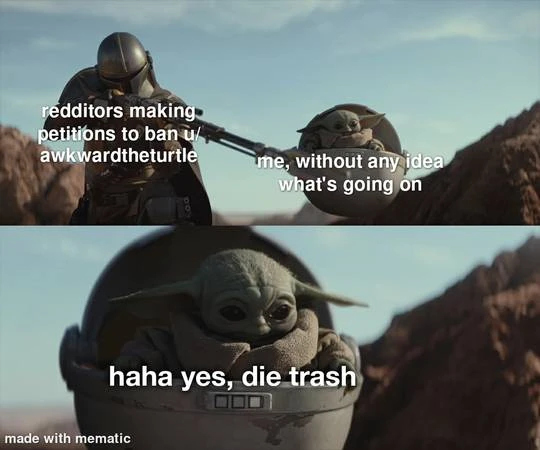 redditors making
petitions to ban u/
awkwardtheturtle
me, without any idea
what's going on
haha yes, die trash
made with mematic